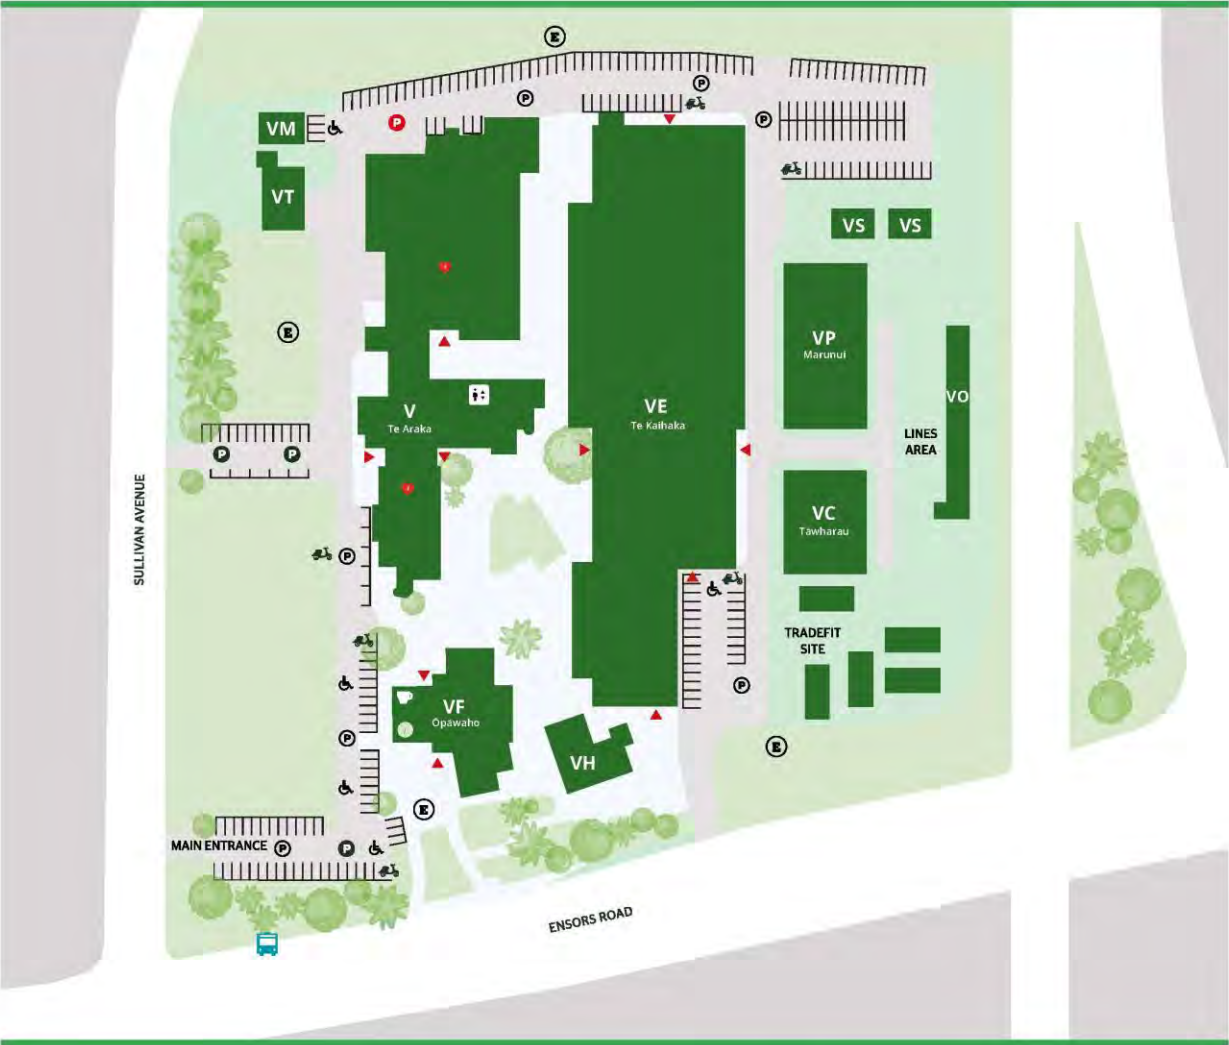 E
P
P
P
P
VM
VT
VS
VS
E
VP
Marunui
V
Te Araka
VE
Te Kaihaka
VO
LINES
AREA
P
P
VC
Tawharau
SULLIVAN AVENUE
P
TRADEFIT
SITE
P
VF
Ōpawaho
P
E
VH
E
MAIN ENTRANCE
P
P
ENSORS ROAD